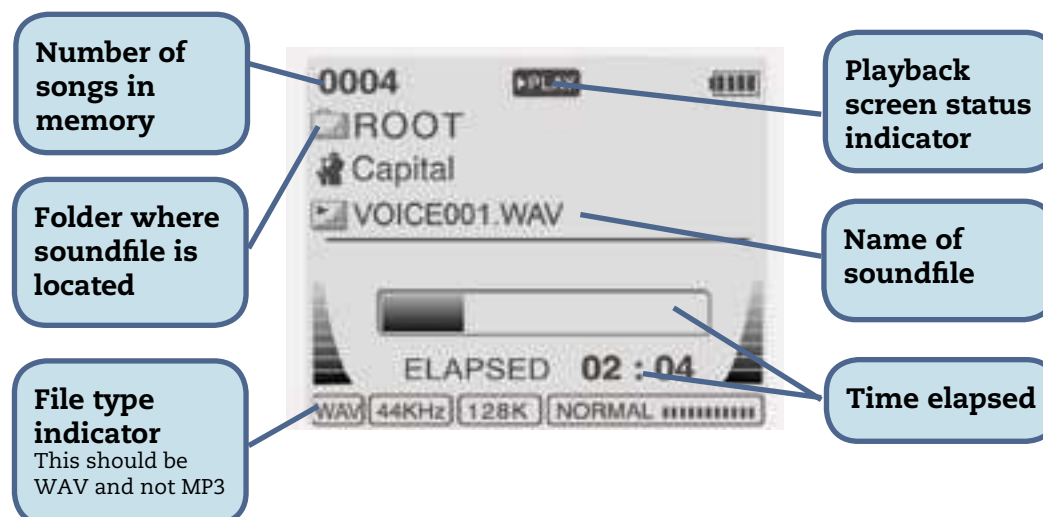 Number of
songs in
memory
Folder where
soundfile is
located
File type
indicator
This should be
WAV and not MP3
0004 PLAY
ROOT
Capital
VOICE001.WAV
ELAPSED 02 : 04
WAV 44KHz 128K NORMAL
Playback
screen status
indicator
Name of
soundfile
Time elapsed